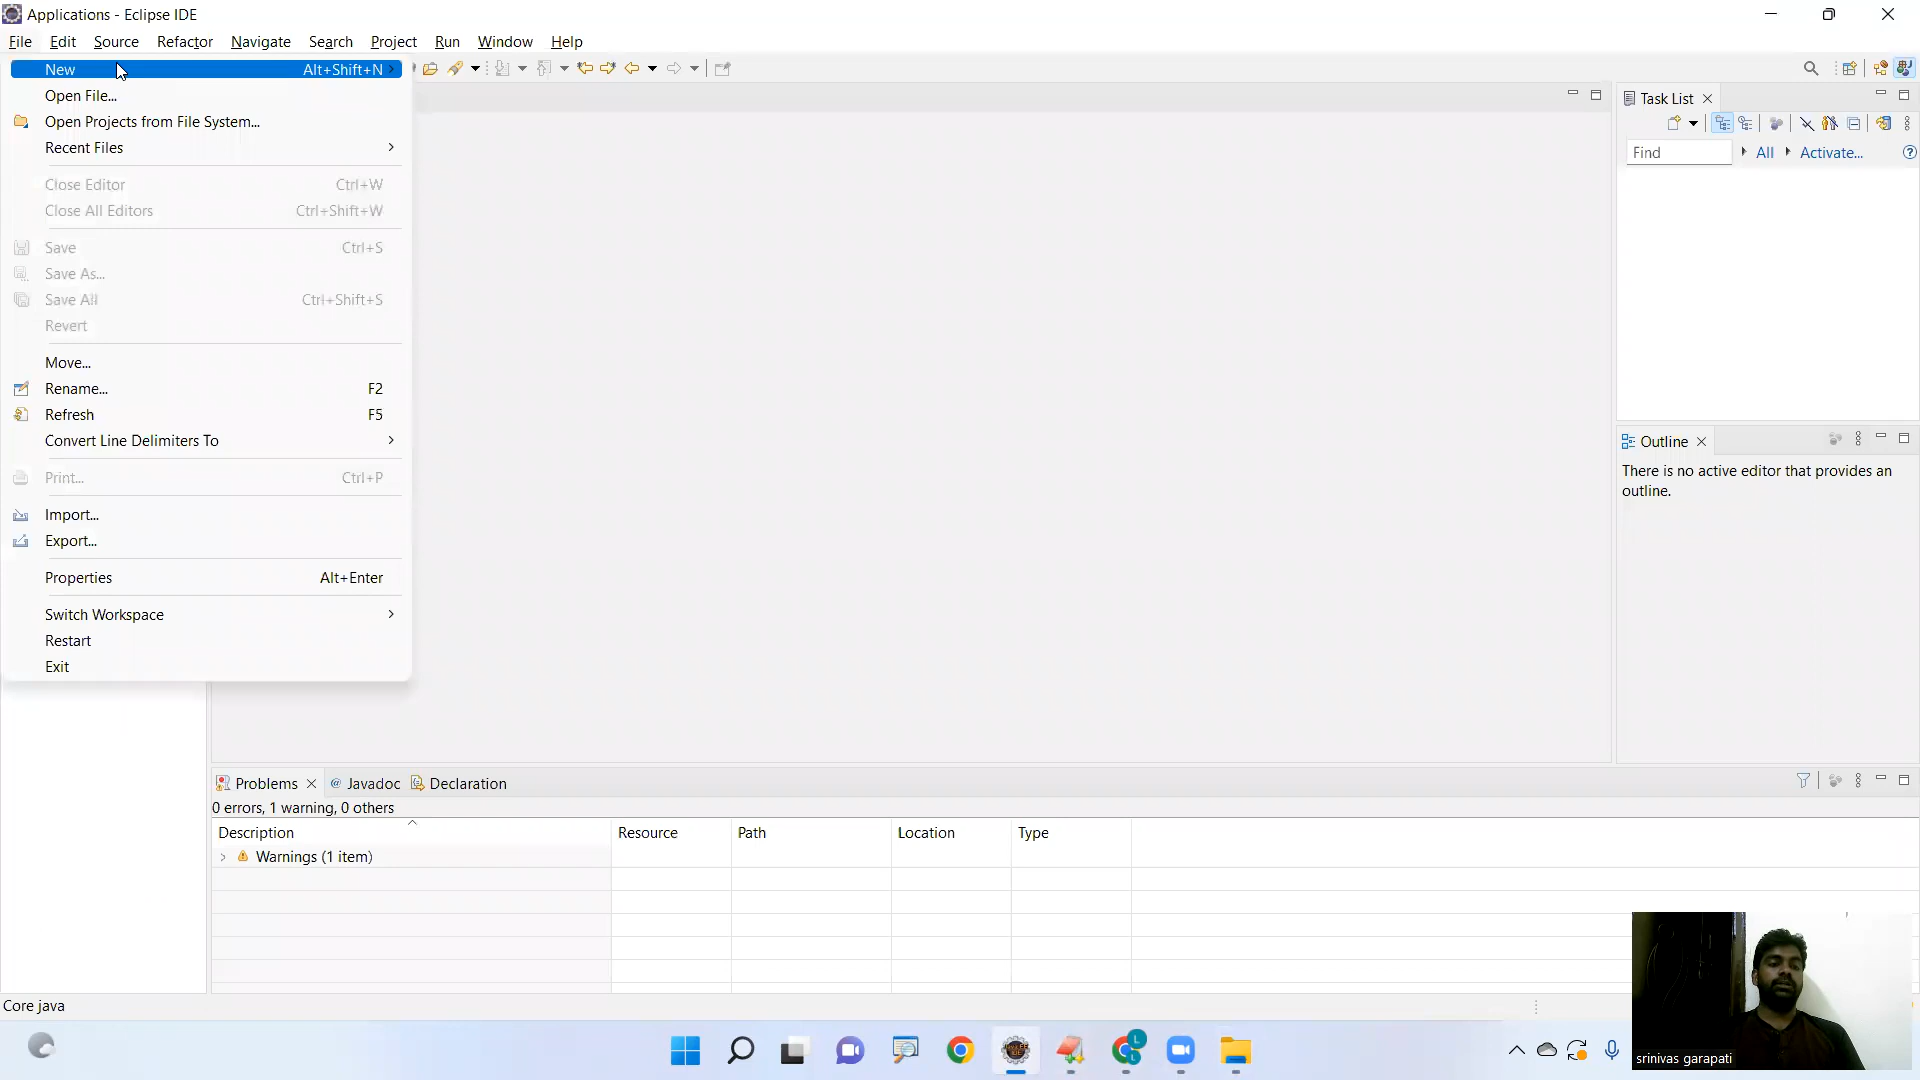 Applications - Eclipse IDE
File Edit Source Refactor Navigate Search Project Run Window Help
New Alt+Shift+N
Open File...
Open Projects from File System...
Recent Files
Close Editor Ctrl+W
Close All Editors Ctrl+Shift+W
Save Ctrl+S
Save As...
Save All Ctrl+Shift+S
Revert
Move...
Rename... F2
Refresh F5
Convert Line Delimiters To
Print... Ctrl+P
Import...
Export...
Properties Alt+Enter
Switch Workspace
Restart
Exit
Task List
Find All Activate...
Outline
There is no active editor that provides an
outline.
Problems @ Javadoc Declaration
0 errors, 1 warning, 0 others
Description Resource Path Location Type
Warnings (1 item)
Core java
srinivas garapati